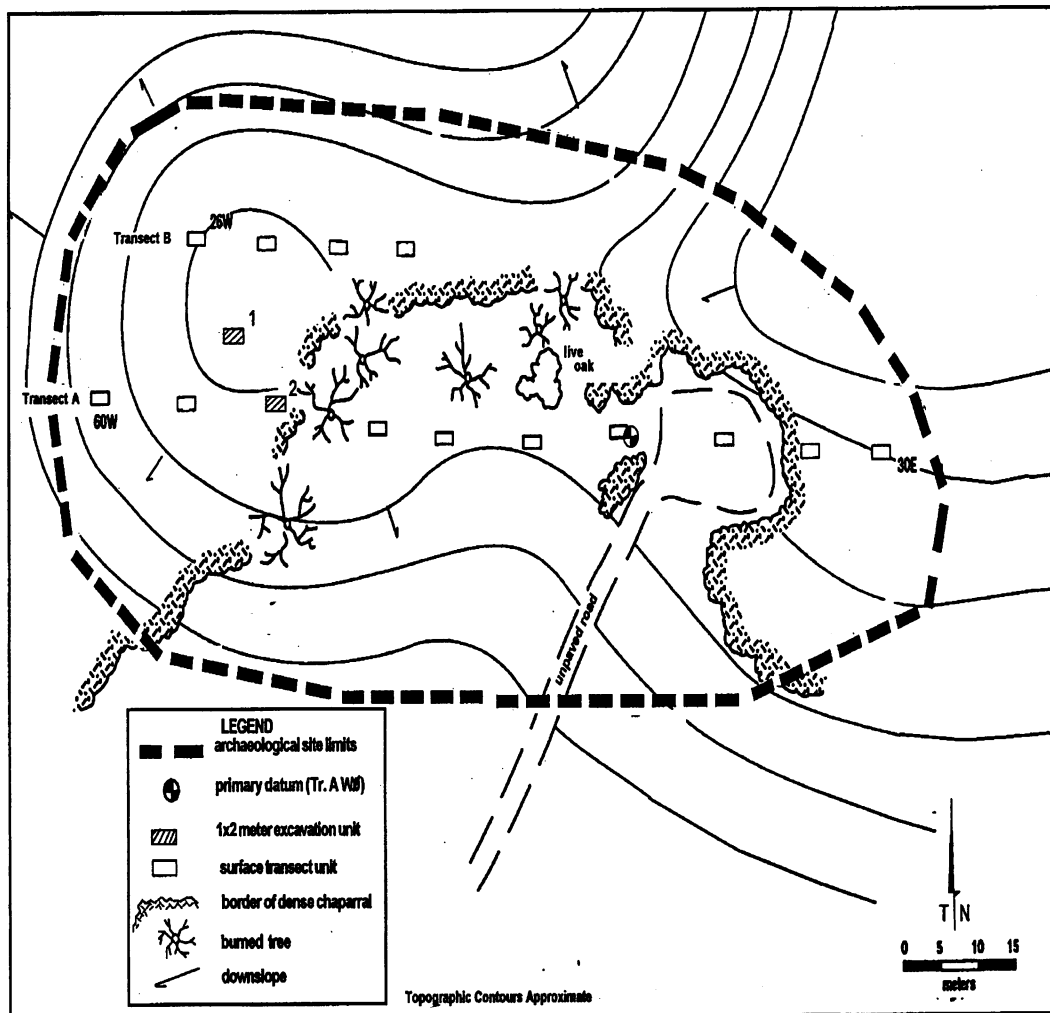 26W
Transect B
1
live
oak
Transect A
60W
2
30E
unpaved road
LEGEND
archaeological site limits
primary datum (Tr. A WØ)
1x2 meter excavation unit
surface transect unit
border of dense chaparral
burned tree
downslope
T N
0 5 10 15
meters
Topographic Contours Approximate